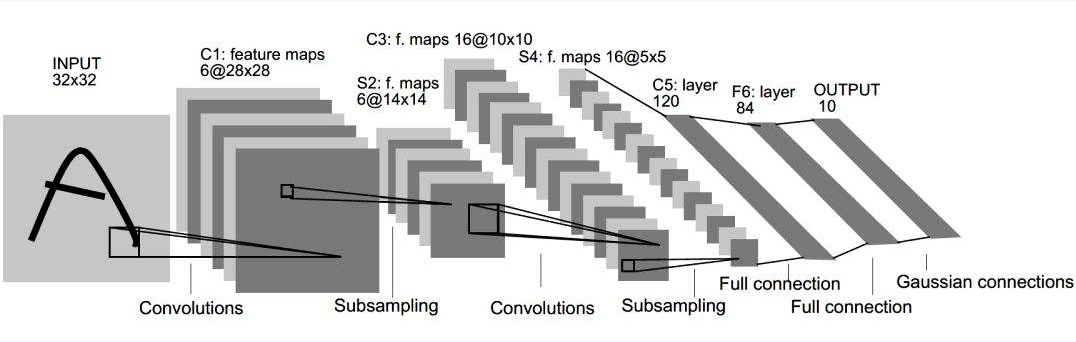 INPUT
32x32
C1: feature maps
6@28x28
C3: f. maps 16@10x10
S2: f. maps
6@14x14
S4: f. maps 16@5x5
C5: layer
120
F6: layer
84
OUTPUT
10
Convolutions
Subsampling
Convolutions
Subsampling
Full connection
Full connection
Gaussian connections